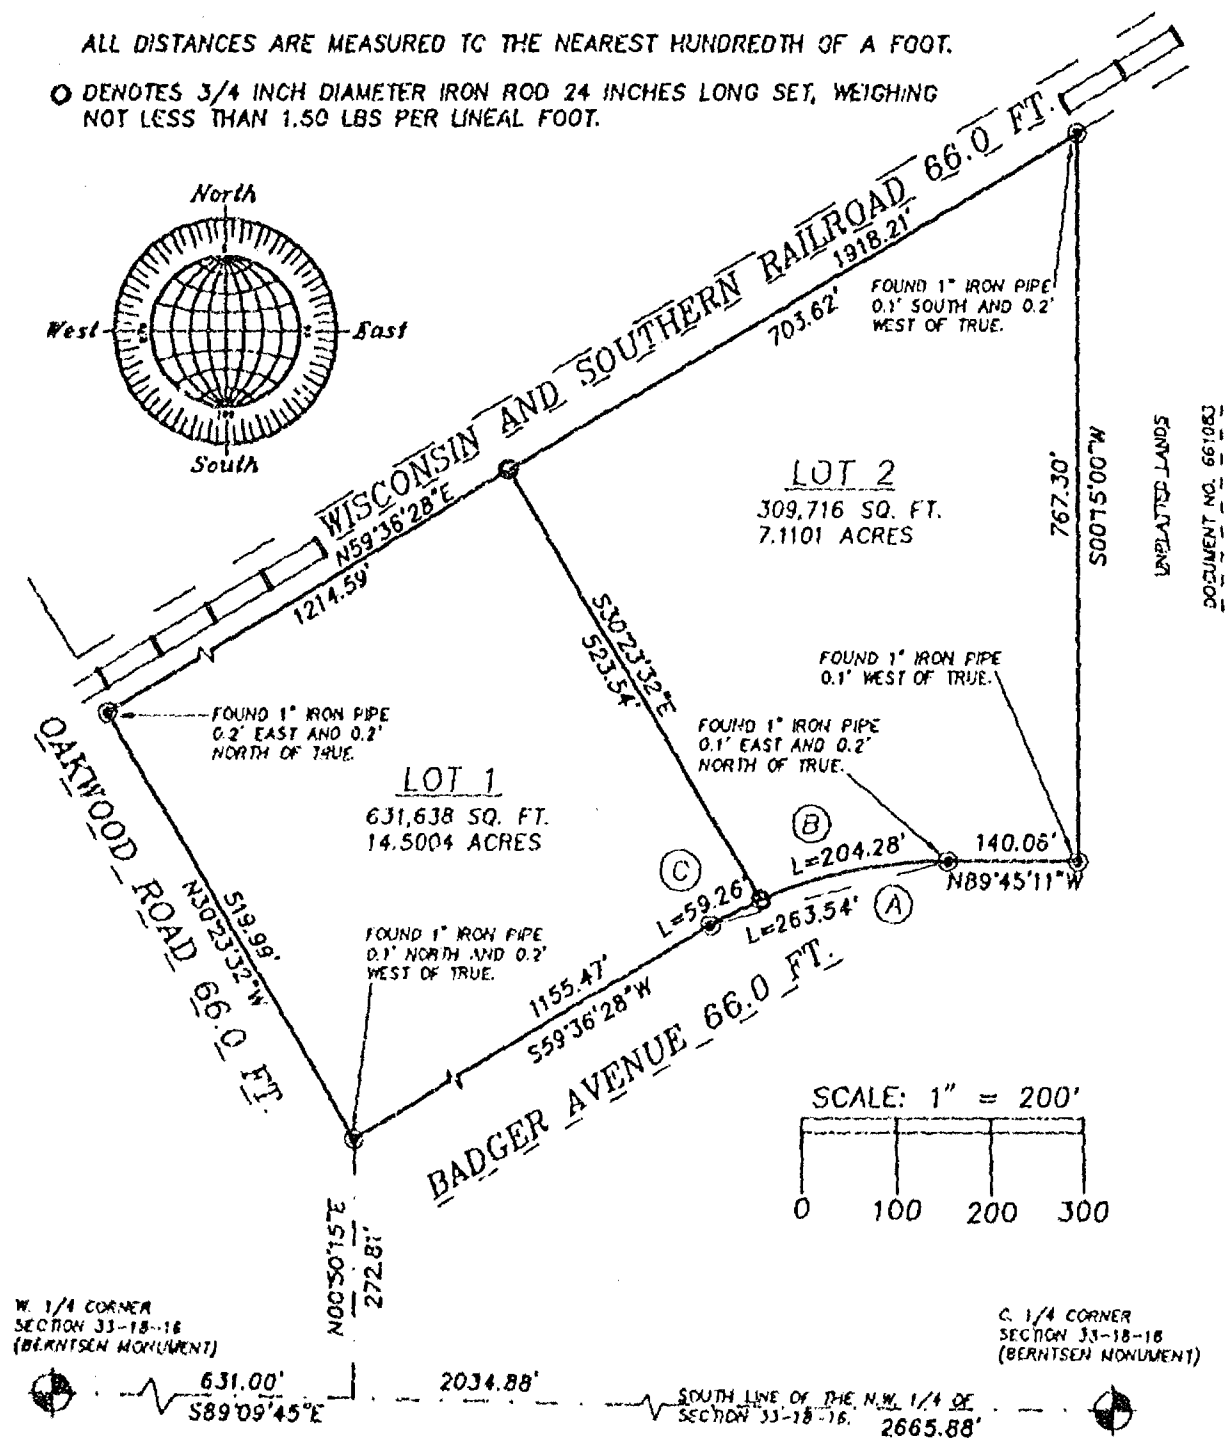 ALL DISTANCES ARE MEASURED TO THE NEAREST HUNDREDTH OF A FOOT.
DENOTES 3/4 INCH DIAMETER IRON ROD 24 INCHES LONG SET, WEIGHING
NOT LESS THAN 1.50 LBS PER LINEAL FOOT.
North
West
East
South
WISCONSIN AND SOUTHERN RAILROAD 66.0 FT.
1918.21'
703.62'
N59°36'28"E
1214.59'
FOUND 1" IRON PIPE
0.1' SOUTH AND 0.2'
WEST OF TRUE.
LOT 2
309,716 SQ. FT.
7.1101 ACRES
767.30'
S00°15'00"W
UNPLATTED LANDS
DOCUMENT NO. 661083
S30°23'32"E
523.54'
FOUND 1" IRON PIPE
0.1' WEST OF TRUE.
FOUND 1" IRON PIPE
0.2' EAST AND 0.2'
NORTH OF TRUE.
FOUND 1" IRON PIPE
0.1' EAST AND 0.2'
NORTH OF TRUE.
LOT 1
631,638 SQ. FT.
14.5004 ACRES
OAKWOOD ROAD 66.0 FT.
519.99'
N30°23'32"W
B
L=204.28'
140.06'
N89°45'11"W
C
L=59.26'
L=263.54'
A
FOUND 1" IRON PIPE
0.1' NORTH AND 0.2'
WEST OF TRUE.
1155.47'
S59°36'28"W
BADGER AVENUE 66.0 FT.
SCALE: 1" = 200'
0 100 200 300
N00°50'15"E
272.81'
W. 1/4 CORNER
SECTION 33-18-16
(BERNTSEN MONUMENT)
C. 1/4 CORNER
SECTION 33-18-16
(BERNTSEN MONUMENT)
631.00'
S89°09'45"E
2034.88'
SOUTH LINE OF THE N.W. 1/4 OF
SECTION 33-18-16.
2665.88'